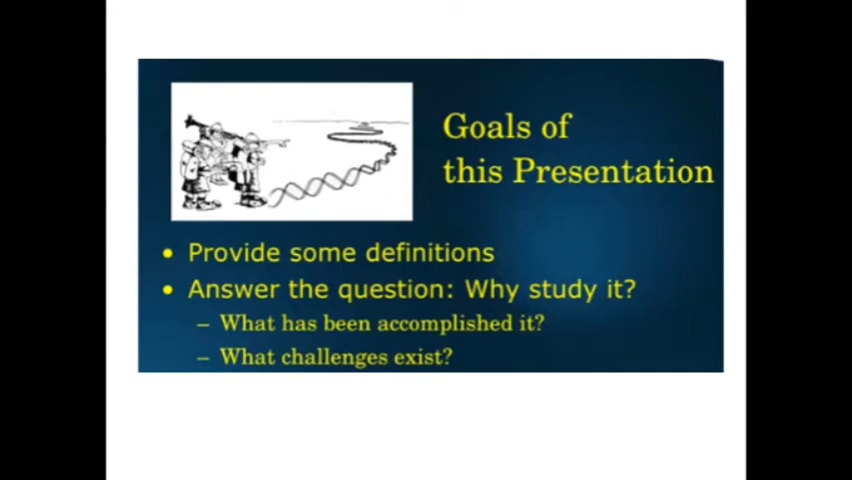 Goals of
this Presentation
• Provide some definitions
• Answer the question: Why study it?
– What has been accomplished it?
– What challenges exist?